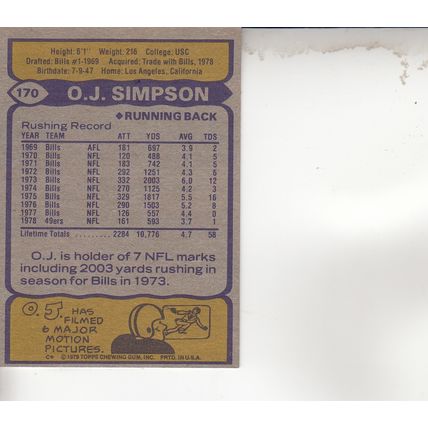 Height: 6'1" Weight: 216 College: USC
Drafted: Bills #1-1969 Acquired: Trade with Bills, 1978
Birthdate: 7-9-47 Home: Los Angeles, California
170 O.J. SIMPSON
◆RUNNING BACK
Rushing Record
YEAR TEAM ATT YDS AVG TDS
1969 Bills AFL 181 697 3.9 2
1970 Bills NFL 120 488 4.1 5
1971 Bills NFL 183 742 4.1 5
1972 Bills NFL 292 1251 4.3 6
1973 Bills NFL 332 2003 6.0 12
1974 Bills NFL 270 1125 4.2 3
1975 Bills NFL 329 1817 5.5 16
1976 Bills NFL 290 1503 5.2 8
1977 Bills NFL 126 557 4.4 0
1978 49ers NFL 161 593 3.7 1
Lifetime Totals .......... 2284 10,776 4.7 58
O.J. is holder of 7 NFL marks
including 2003 yards rushing in
season for Bills in 1973.
O.J. HAS
FILMED
6 MAJOR
MOTION
PICTURES.
C* © 1979 TOPPS CHEWING GUM, INC. PRTD. IN U.S.A.